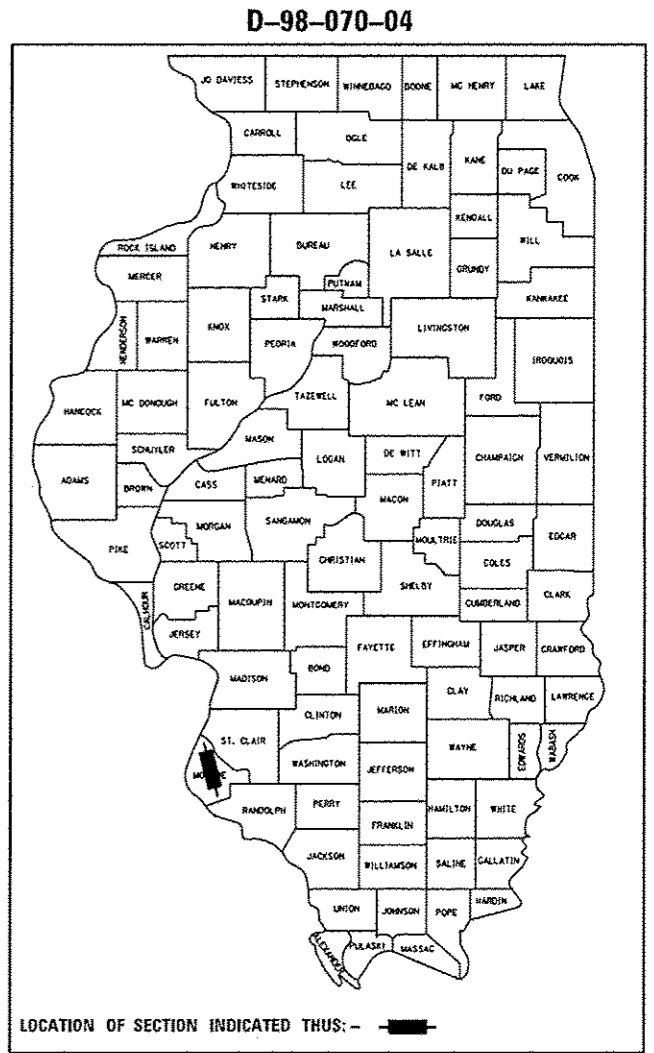 D-98-070-04
JO DAVIESS STEPHENSON WINNEBAGO BOONE MC HENRY LAKE
CARROLL OGLE
DE KALB KANE DU PAGE COOK
WHITESIDE LEE
KENDALL
WILL
ROCK ISLAND HENRY BUREAU LA SALLE
GRUNDY
MERCER PUTNAM
KANKAKEE
STARK MARSHALL
HENDERSON WARREN KNOX PEORIA WOODFORD LIVINGSTON IROQUOIS
HANCOCK MC DONOUGH FULTON TAZEWELL MC LEAN FORD
MASON
SCHUYLER LOGAN DE WITT CHAMPAIGN VERMILION
ADAMS BROWN CASS MENARD MACON PIATT
MORGAN SANGAMON DOUGLAS
PIKE SCOTT CHRISTIAN MOULTRIE EDGAR
COLES
GREENE SHELBY
CALHOUN MACOUPIN MONTGOMERY CUMBERLAND CLARK
JERSEY
FAYETTE EFFINGHAM JASPER CRAWFORD
MADISON BOND
CLAY RICHLAND LAWRENCE
CLINTON MARION
ST. CLAIR WAYNE EDWARDS WABASH
WASHINGTON JEFFERSON
RANDOLPH PERRY HAMILTON WHITE
FRANKLIN
JACKSON WILLIAMSON SALINE GALLATIN
HARDIN
UNION JOHNSON POPE
ALEXANDER PULASKI MASSAC
LOCATION OF SECTION INDICATED THUS:-